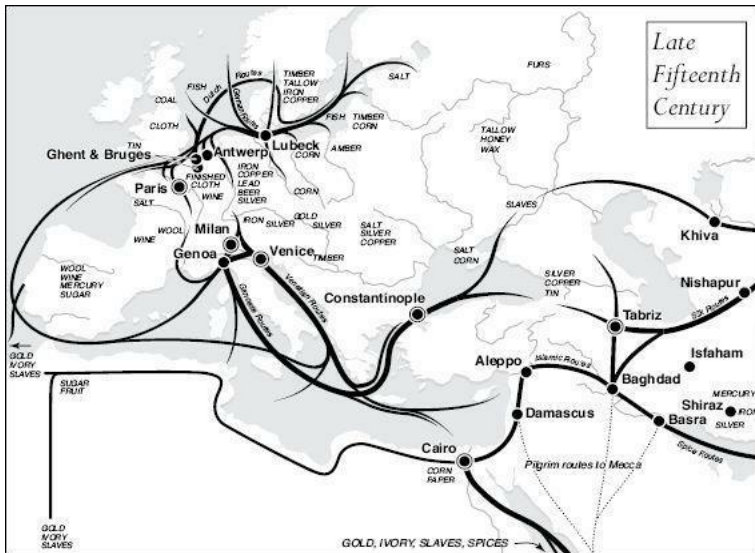 Late
Fifteenth
Century
FISH
Dutch
Routes
German Routes
TIMBER
TALLOW
IRON
COPPER
SALT
FURS
COAL
CLOTH
FISH
TIMBER
CORN
TALLOW
HONEY
WAX
TIN
Ghent & Bruges
Antwerp
Lubeck
CORN
AMBER
FINISHED
CLOTH
Paris
WINE
IRON
COPPER
LEAD
BEER
SILVER
CORN
SALT
WINE
WOOL
Milan
IRON
SILVER
GOLD
SILVER
SALT
SILVER
COPPER
SLAVES
Khiva
Genoa
Venice
TIMBER
SALT
CORN
WOOL
WINE
MERCURY
SUGAR
Genoese Routes
Venetian Routes
Constantinople
SILVER
COPPER
TIN
Nishapur
Tabriz
Silk Routes
GOLD
IVORY
SLAVES
SUGAR
FRUIT
Aleppo
Islamic Routes
Baghdad
Isfaham
Damascus
Shiraz
MERCURY
IRON
SILVER
Basra
Cairo
CORN
PAPER
Pilgrim routes to Mecca
Spice Routes
GOLD
IVORY
SLAVES
GOLD, IVORY, SLAVES, SPICES